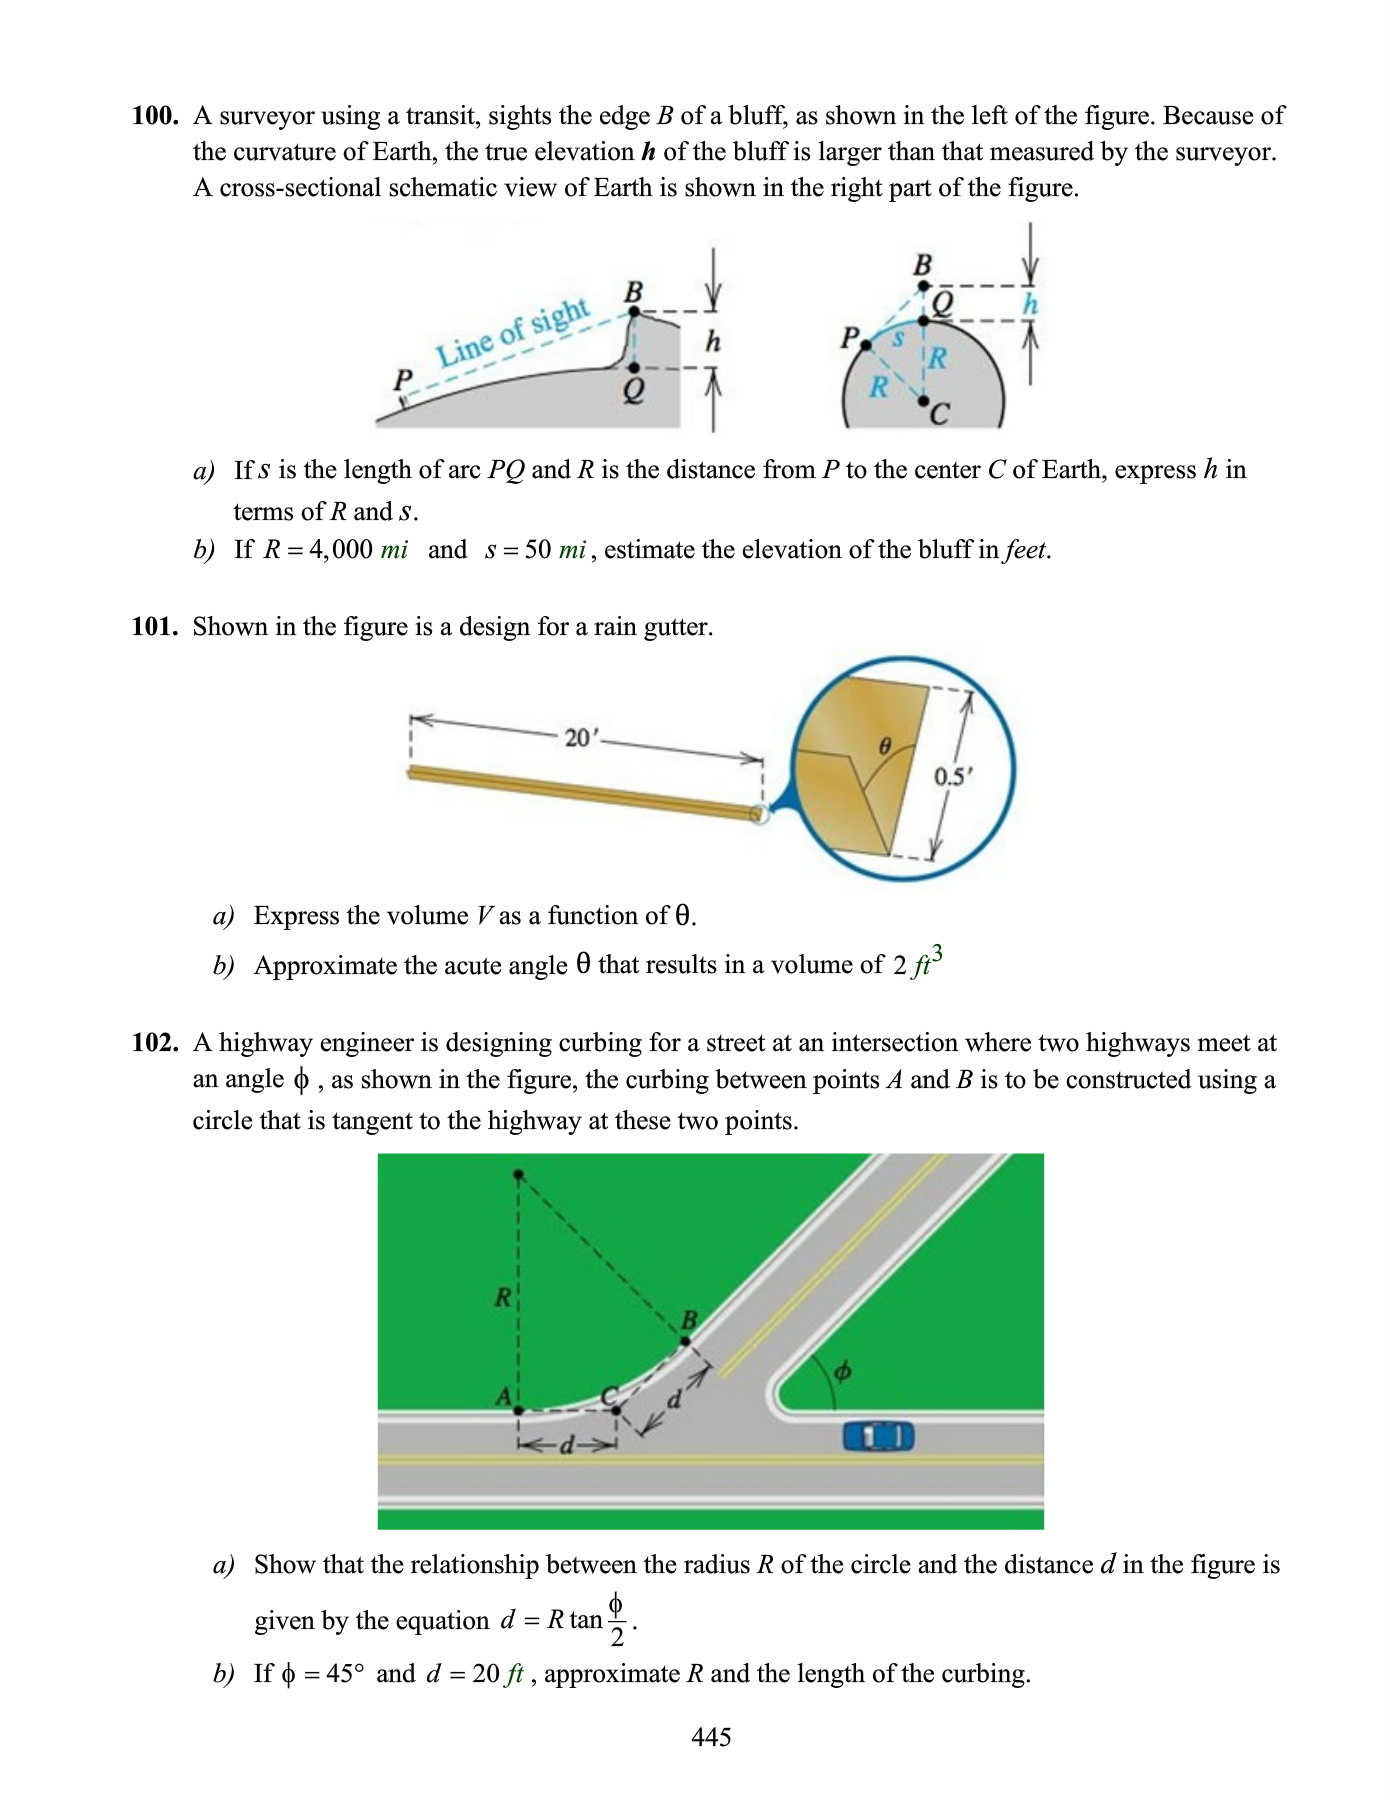 100. A surveyor using a transit, sights the edge B of a bluff, as shown in the left of the figure. Because of
the curvature of Earth, the true elevation h of the bluff is larger than that measured by the surveyor.
A cross-sectional schematic view of Earth is shown in the right part of the figure.
P
Line of sight
B
Q
h
B
Q
h
P
s
R
R
C
a) If s is the length of arc PQ and R is the distance from P to the center C of Earth, express h in
terms of R and s.
b) If R = 4,000 mi and s = 50 mi, estimate the elevation of the bluff in feet.
101. Shown in the figure is a design for a rain gutter.
20'
θ
0.5'
a) Express the volume V as a function of θ.
b) Approximate the acute angle θ that results in a volume of 2 ft³
102. A highway engineer is designing curbing for a street at an intersection where two highways meet at
an angle ϕ , as shown in the figure, the curbing between points A and B is to be constructed using a
circle that is tangent to the highway at these two points.
R
B
A
C
d
d
ϕ
a) Show that the relationship between the radius R of the circle and the distance d in the figure is
given by the equation d = R tan ϕ/2 .
b) If ϕ = 45° and d = 20 ft , approximate R and the length of the curbing.
445